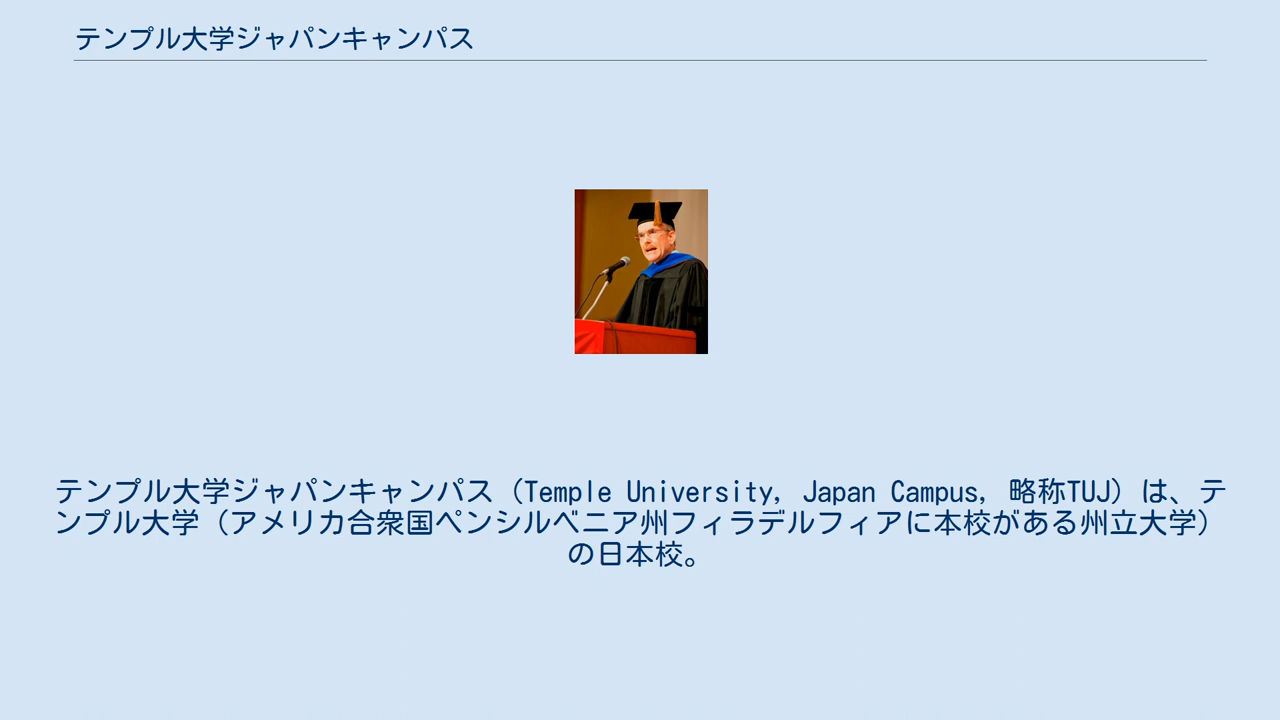 テンプル大学ジャパンキャンパス
テンプル大学ジャパンキャンパス（Temple University, Japan Campus, 略称TUJ）は、テ
ンプル大学（アメリカ合衆国ペンシルベニア州フィラデルフィアに本校がある州立大学）
の日本校。